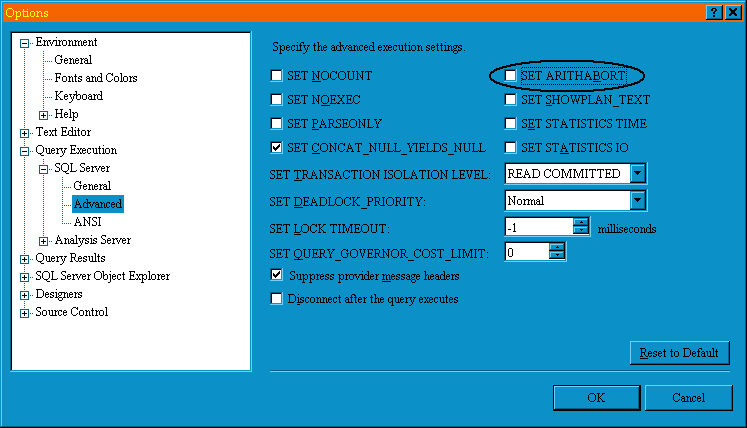 Options
Environment
General
Fonts and Colors
Keyboard
Help
Text Editor
Query Execution
SQL Server
General
Advanced
ANSI
Analysis Server
Query Results
SQL Server Object Explorer
Designers
Source Control
Specify the advanced execution settings.
SET NOCOUNT
SET ARITHABORT
SET NOEXEC
SET SHOWPLAN_TEXT
SET PARSEONLY
SET STATISTICS TIME
SET CONCAT_NULL_YIELDS_NULL
SET STATISTICS IO
SET TRANSACTION ISOLATION LEVEL: READ COMMITTED
SET DEADLOCK_PRIORITY: Normal
SET LOCK TIMEOUT: -1 milliseconds
SET QUERY_GOVERNOR_COST_LIMIT: 0
Suppress provider message headers
Disconnect after the query executes
Reset to Default
OK Cancel